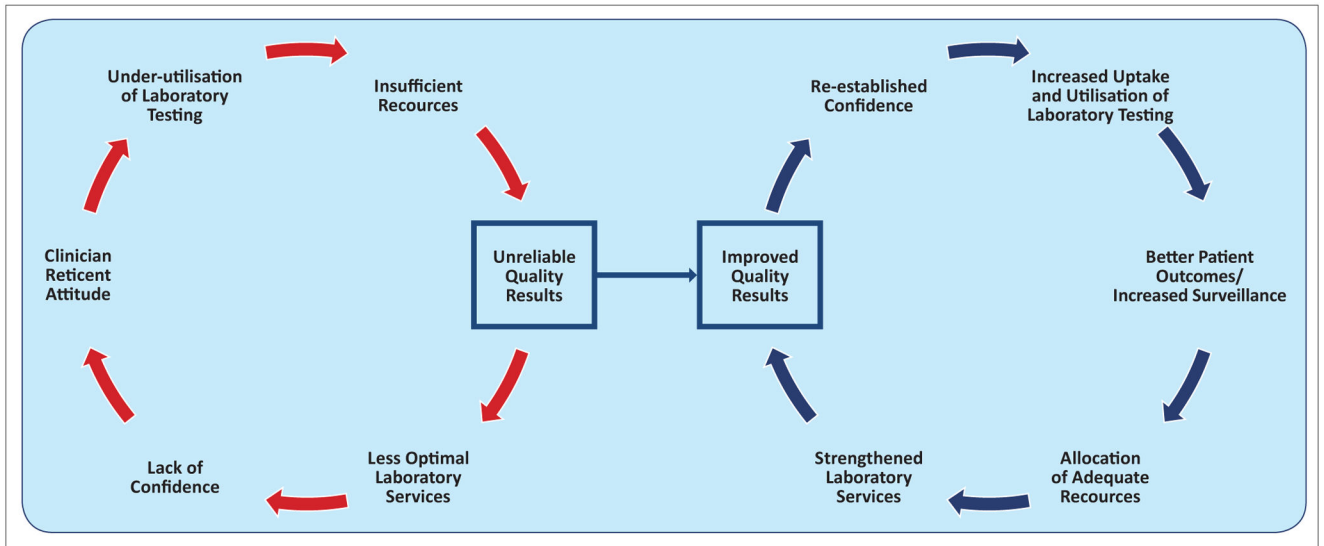 Under-utilisation
of Laboratory
Testing
Insufficient
Recources
Unreliable
Quality
Results
Less Optimal
Laboratory
Services
Lack of
Confidence
Clinician
Reticent
Attitude
Improved
Quality
Results
Re-established
Confidence
Increased Uptake
and Utilisation of
Laboratory Testing
Better Patient
Outcomes/
Increased Surveillance
Allocation
of Adequate
Recources
Strengthened
Laboratory
Services